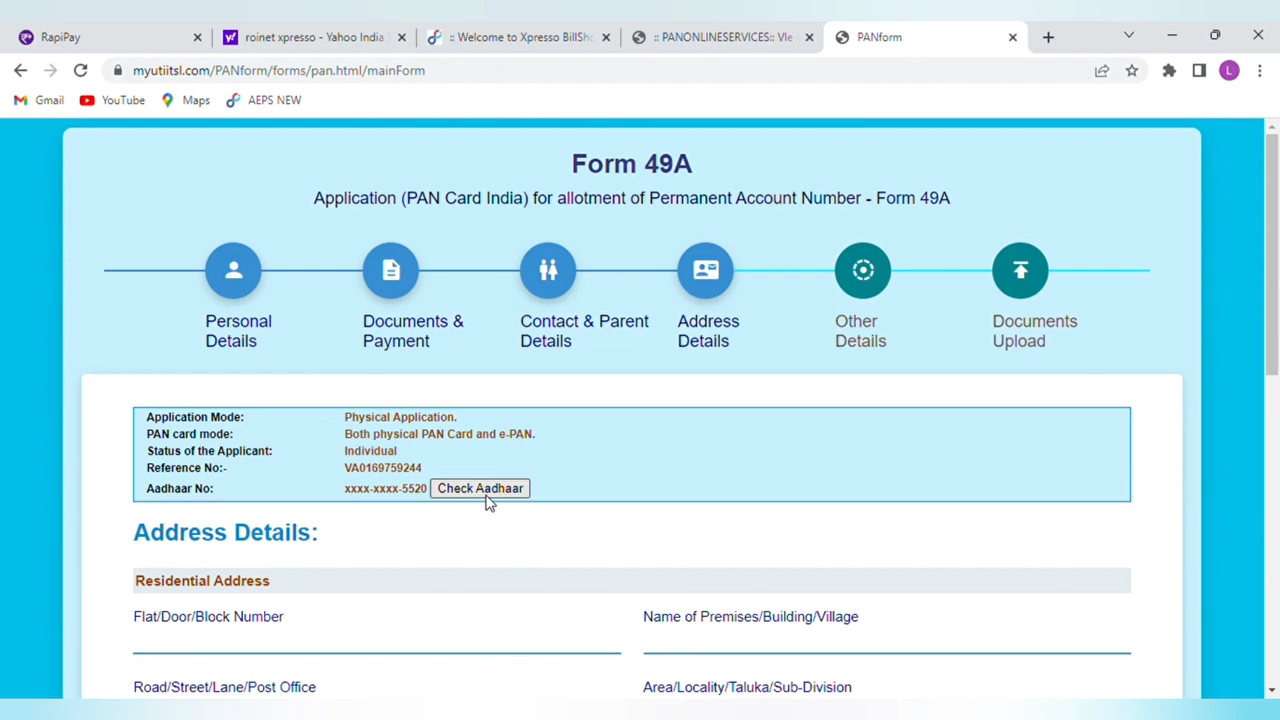 RapiPay
roinet xpresso - Yahoo India
:: Welcome to Xpresso BillSho
:: PANONLINESERVICES:: Vle
PANform
myutiitsl.com/PANform/forms/pan.html/mainForm
L
Gmail
YouTube
Maps
AEPS NEW
Form 49A
Application (PAN Card India) for allotment of Permanent Account Number - Form 49A
Personal
Details
Documents &
Payment
Contact & Parent
Details
Address
Details
Other
Details
Documents
Upload
Application Mode: Physical Application.
PAN card mode: Both physical PAN Card and e-PAN.
Status of the Applicant: Individual
Reference No:- VA0169759244
Aadhaar No: xxxx-xxxx-5520 Check Aadhaar
Address Details:
Residential Address
Flat/Door/Block Number Name of Premises/Building/Village
Road/Street/Lane/Post Office Area/Locality/Taluka/Sub-Division